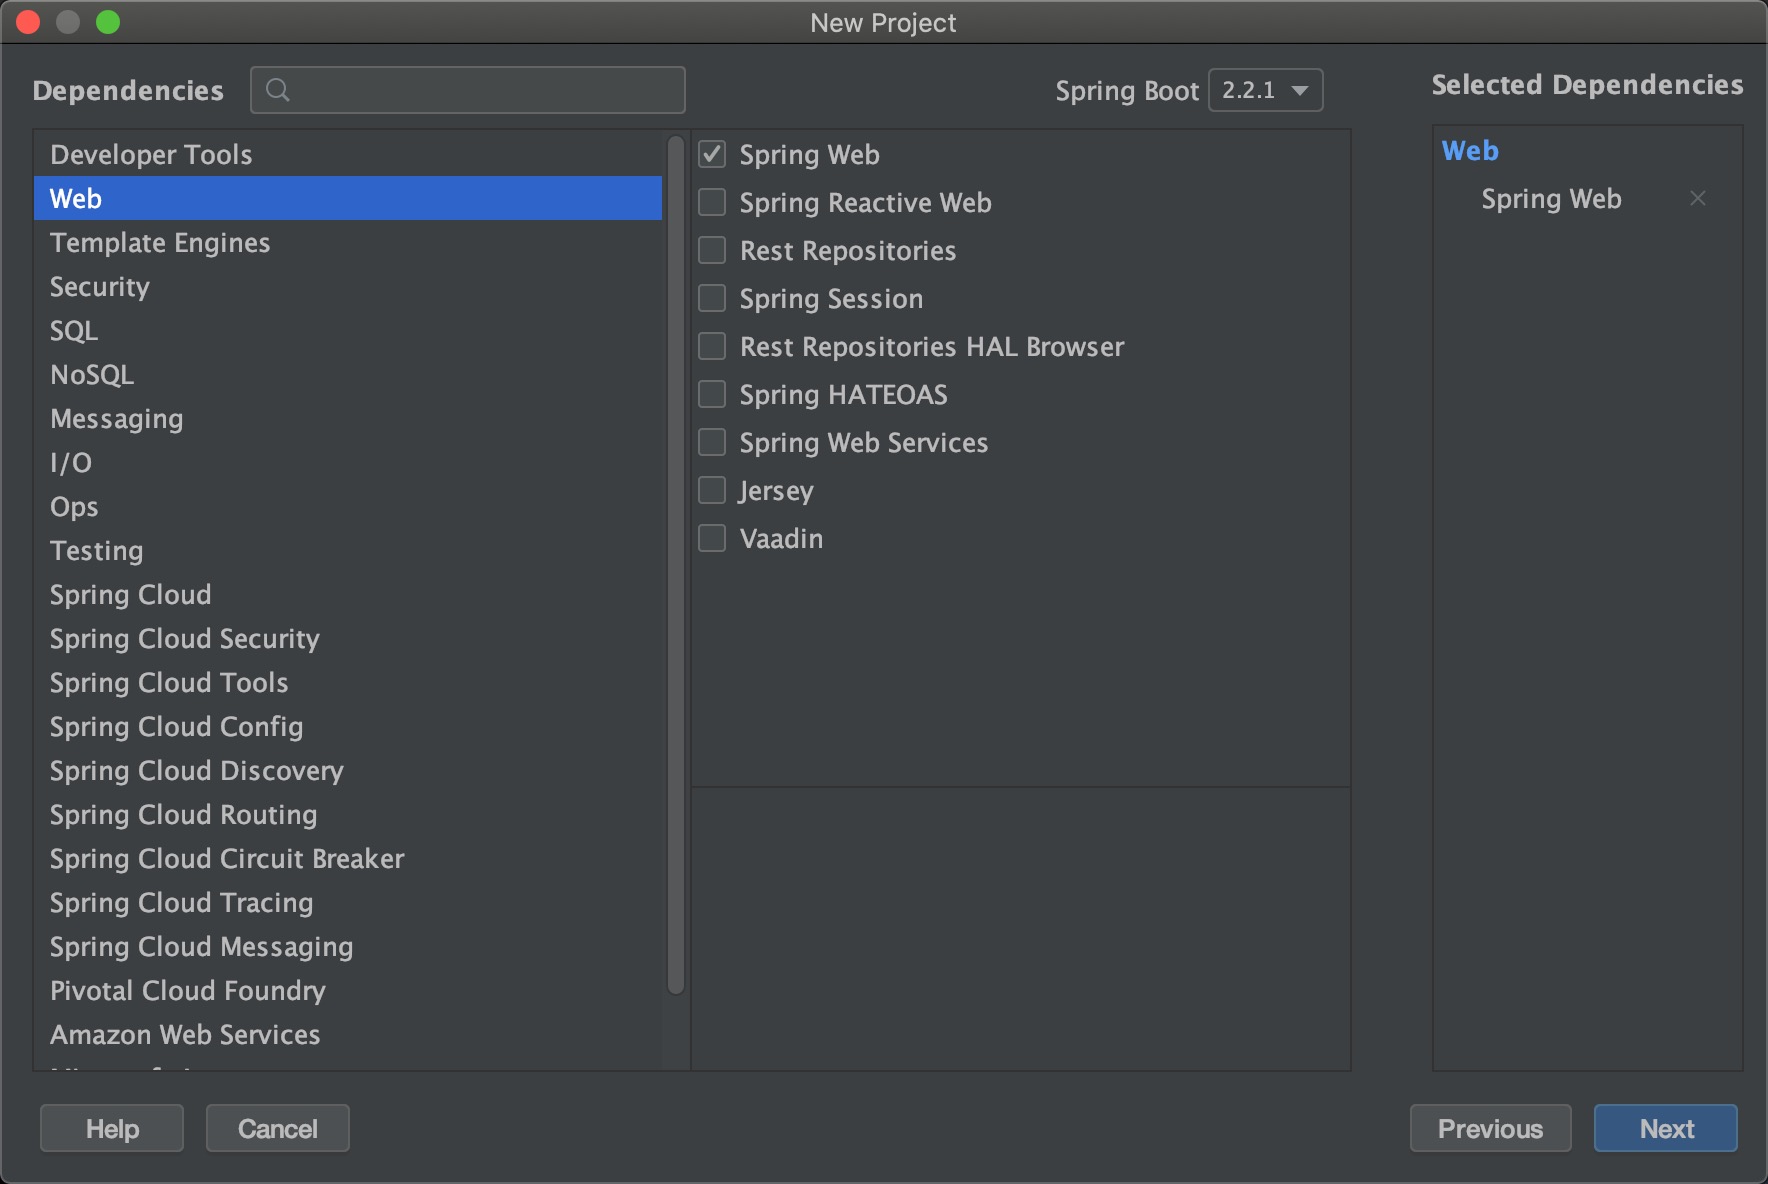 New Project
Dependencies
Spring Boot 2.2.1
Selected Dependencies
Developer Tools
Web
Template Engines
Security
SQL
NoSQL
Messaging
I/O
Ops
Testing
Spring Cloud
Spring Cloud Security
Spring Cloud Tools
Spring Cloud Config
Spring Cloud Discovery
Spring Cloud Routing
Spring Cloud Circuit Breaker
Spring Cloud Tracing
Spring Cloud Messaging
Pivotal Cloud Foundry
Amazon Web Services
Spring Web
Spring Reactive Web
Rest Repositories
Spring Session
Rest Repositories HAL Browser
Spring HATEOAS
Spring Web Services
Jersey
Vaadin
Web
Spring Web
Help
Cancel
Previous
Next